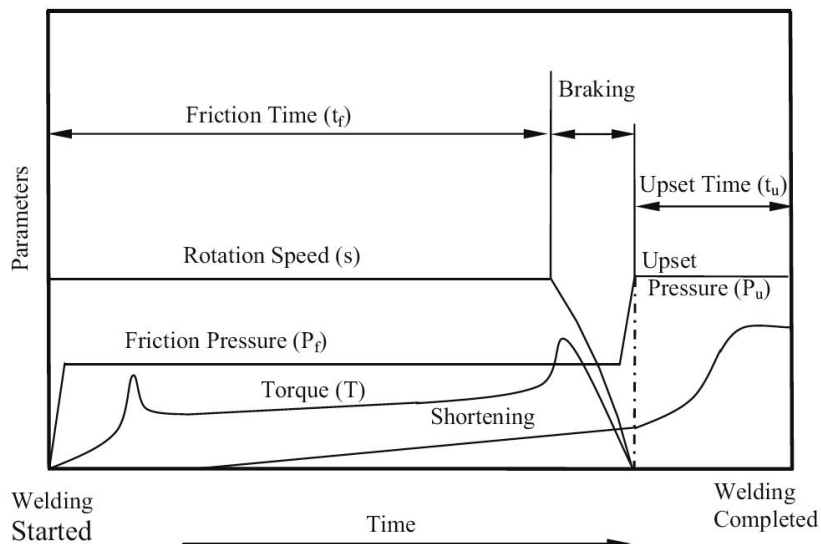 Braking
Friction Time (t_f)
Upset Time (t_u)
Parameters
Rotation Speed (s)
Upset
Pressure (P_u)
Friction Pressure (P_f)
Torque (T)
Shortening
Welding
Started
Time
Welding
Completed